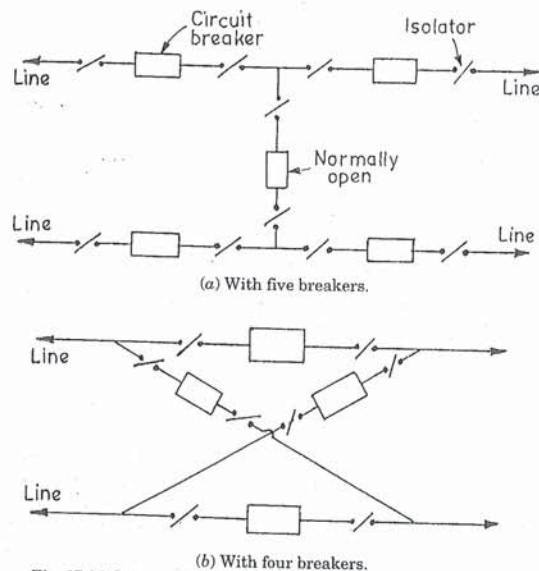 Circuit
breaker
Isolator
Line
Line
Normally
open
Line
Line
(a) With five breakers.
Line
Line
(b) With four breakers.